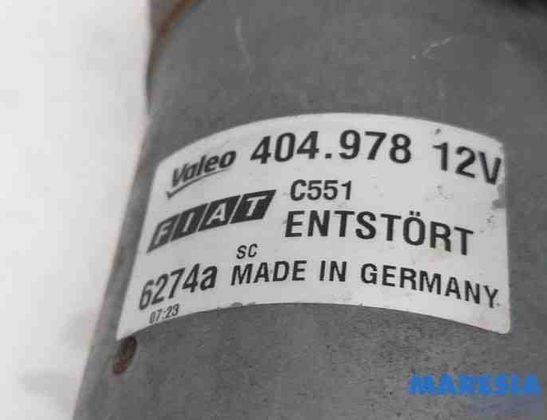 Valeo 404.978 12V
FIAT C551
ENTSTÖRT
SC
6274a MADE IN GERMANY
07:23
MARESIA